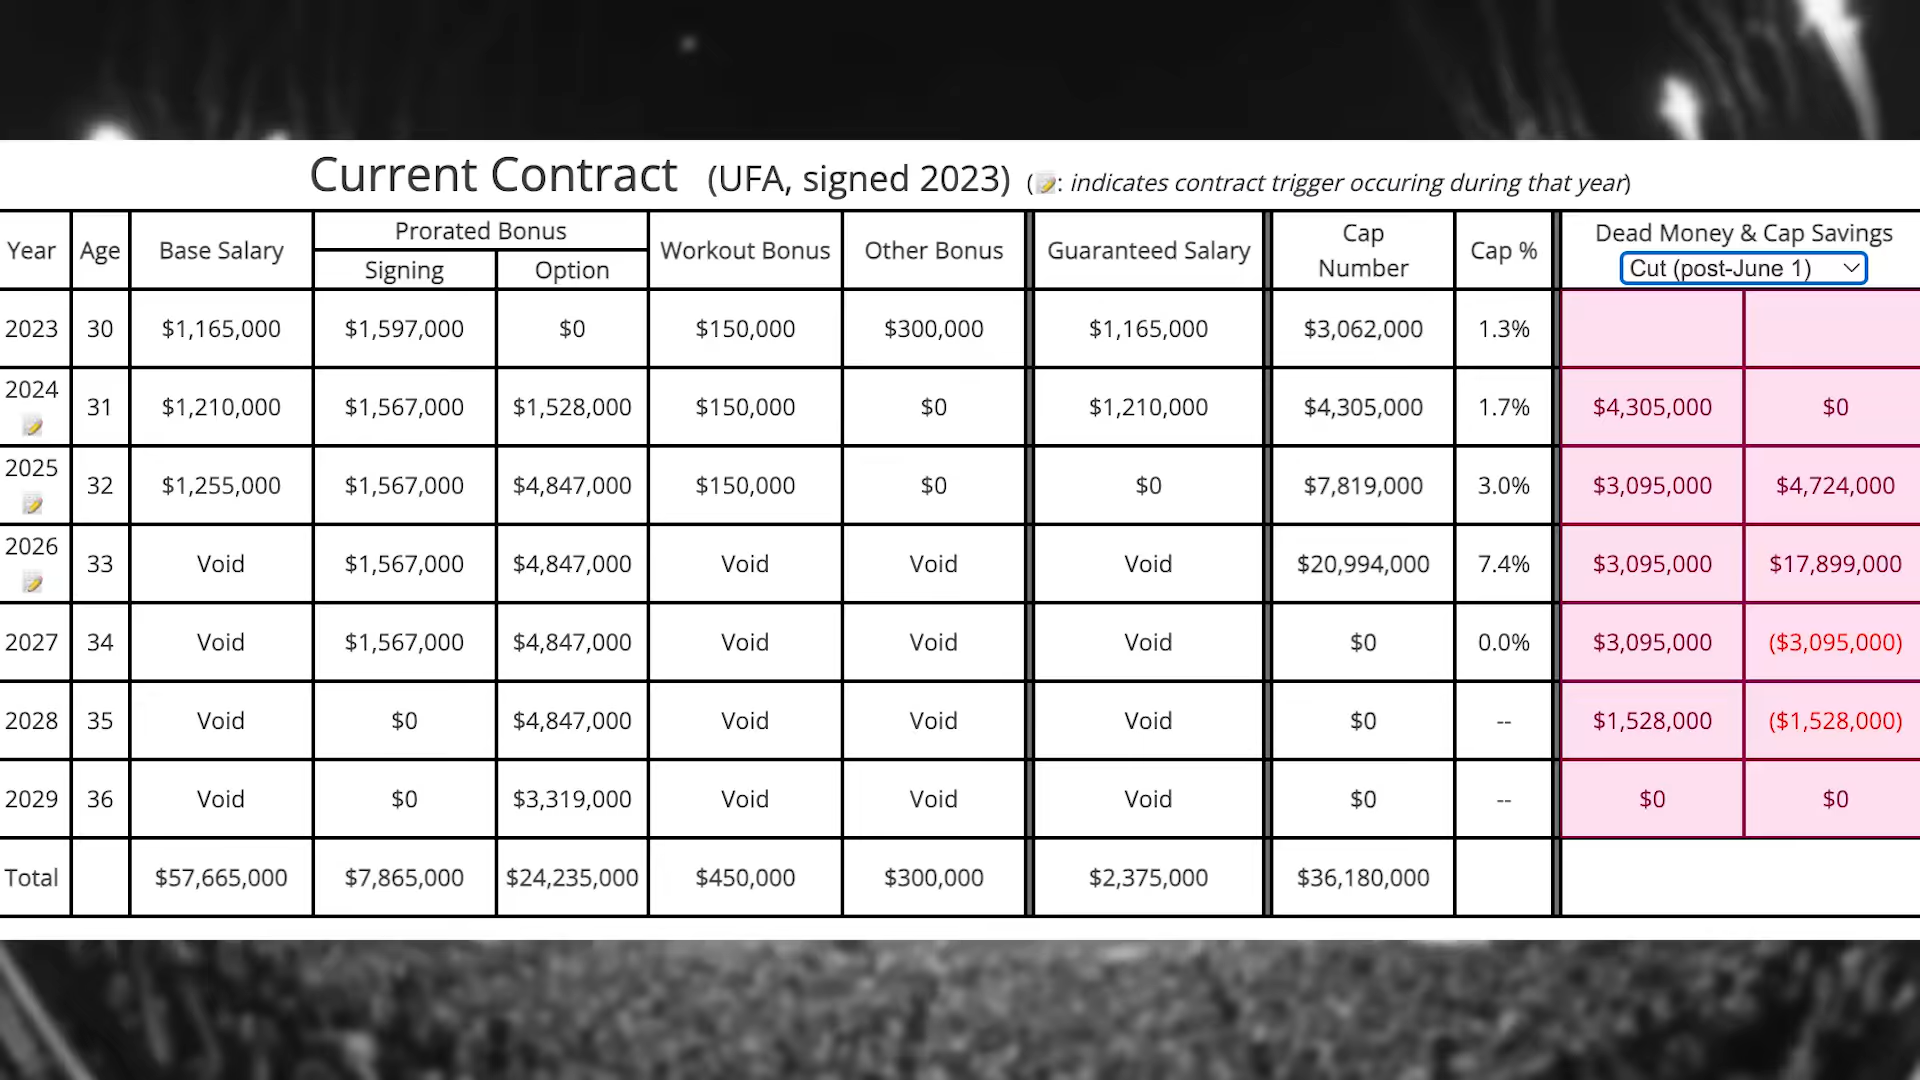 Current Contract (UFA, signed 2023) (📝: indicates contract trigger occuring during that year)
Year Age Base Salary Prorated Bonus Workout Bonus Other Bonus Guaranteed Salary Cap Number Cap % Dead Money & Cap Savings
Signing Option Cut (post-June 1)
2023 30 $1,165,000 $1,597,000 $0 $150,000 $300,000 $1,165,000 $3,062,000 1.3%
2024 31 $1,210,000 $1,567,000 $1,528,000 $150,000 $0 $1,210,000 $4,305,000 1.7% $4,305,000 $0
2025 32 $1,255,000 $1,567,000 $4,847,000 $150,000 $0 $0 $7,819,000 3.0% $3,095,000 $4,724,000
2026 33 Void $1,567,000 $4,847,000 Void Void Void $20,994,000 7.4% $3,095,000 $17,899,000
2027 34 Void $1,567,000 $4,847,000 Void Void Void $0 0.0% $3,095,000 ($3,095,000)
2028 35 Void $0 $4,847,000 Void Void Void $0 -- $1,528,000 ($1,528,000)
2029 36 Void $0 $3,319,000 Void Void Void $0 -- $0 $0
Total $57,665,000 $7,865,000 $24,235,000 $450,000 $300,000 $2,375,000 $36,180,000